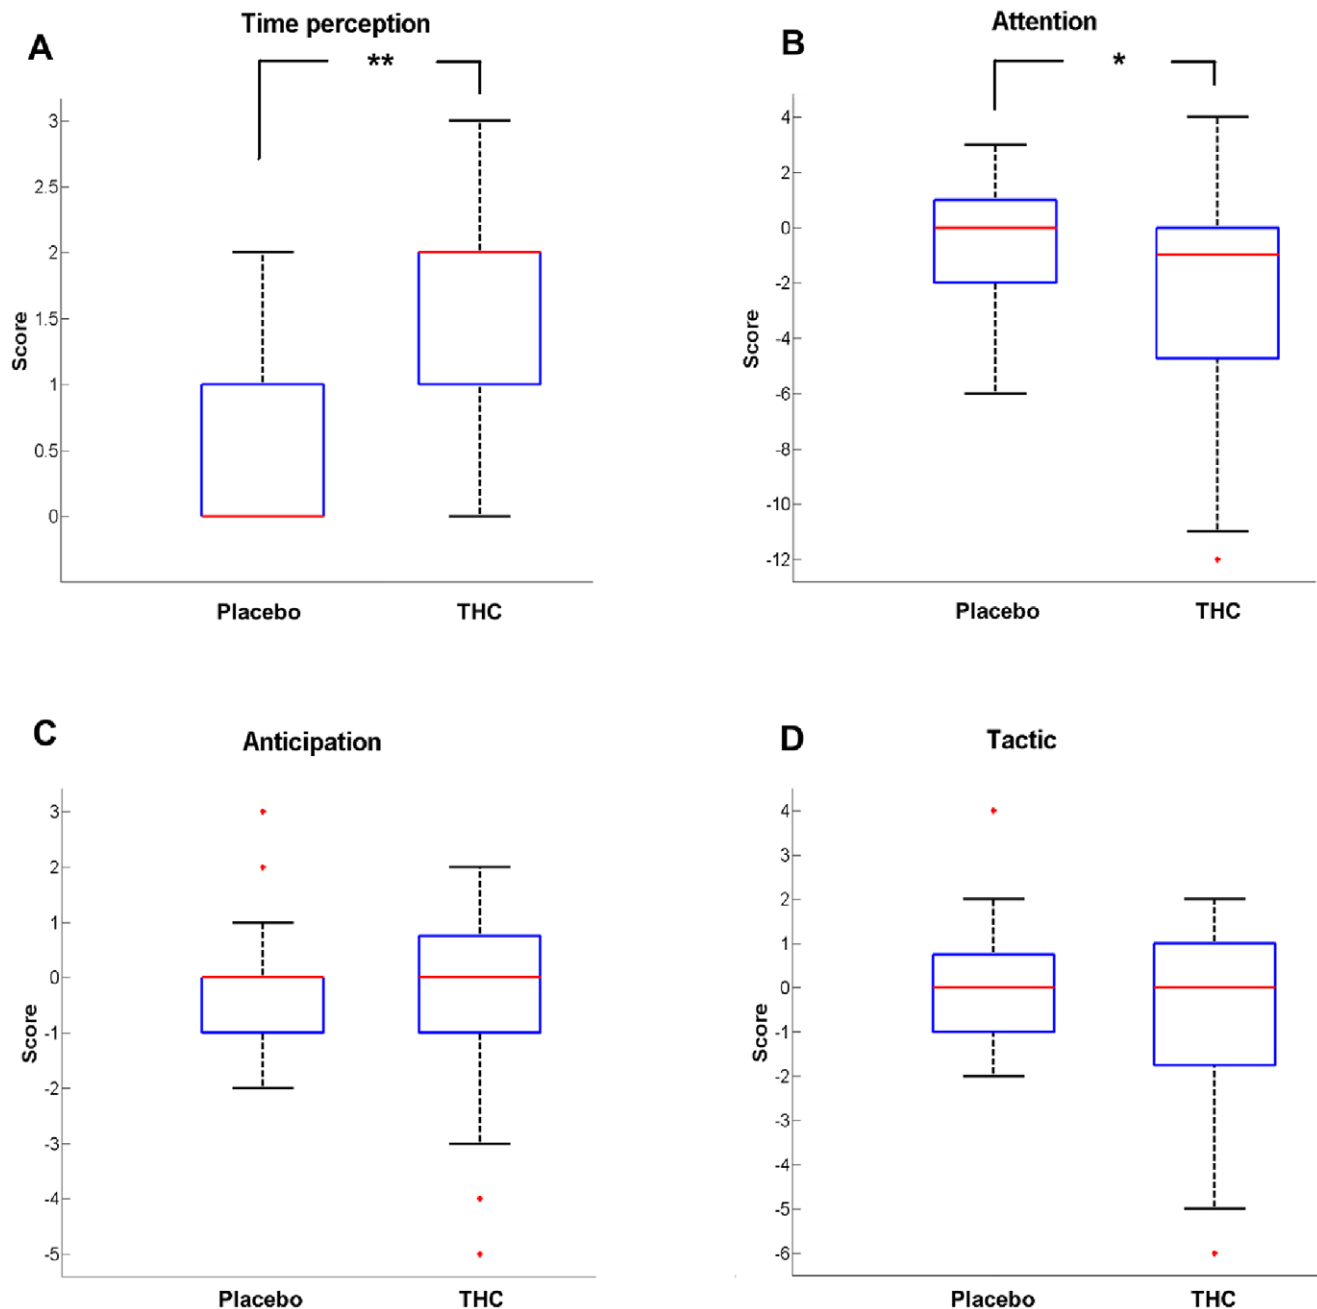 A
Time perception
**
3
2.5
2
1.5
1
0.5
0
Score
Placebo
THC
B
Attention
*
4
2
0
-2
-4
-6
-8
-10
-12
Score
Placebo
THC
C
Anticipation
3
2
1
0
-1
-2
-3
-4
-5
Score
Placebo
THC
D
Tactic
4
3
2
1
0
-1
-2
-3
-4
-5
-6
Score
Placebo
THC